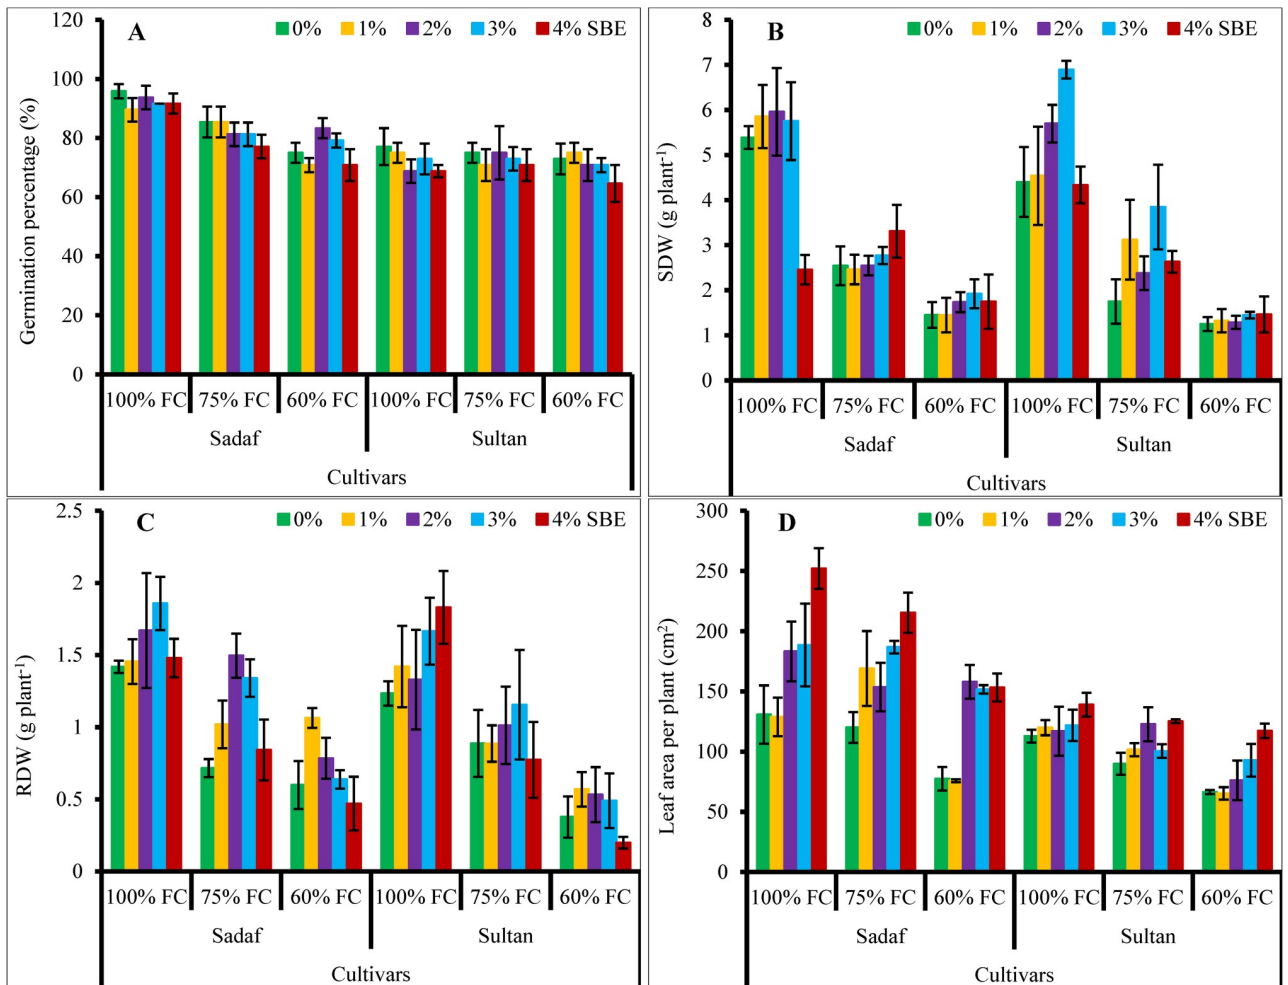 A
0% 1% 2% 3% 4% SBE
Germination percentage (%)
120
100
80
60
40
20
0
100% FC 75% FC 60% FC 100% FC 75% FC 60% FC
Sadaf Sultan
Cultivars
B
0% 1% 2% 3% 4% SBE
SDW (g plant⁻¹)
8
7
6
5
4
3
2
1
0
100% FC 75% FC 60% FC 100% FC 75% FC 60% FC
Sadaf Sultan
Cultivars
C
0% 1% 2% 3% 4% SBE
RDW (g plant⁻¹)
2.5
2
1.5
1
0.5
0
100% FC 75% FC 60% FC 100% FC 75% FC 60% FC
Sadaf Sultan
Cultivars
D
0% 1% 2% 3% 4% SBE
Leaf area per plant (cm²)
300
250
200
150
100
50
0
100% FC 75% FC 60% FC 100% FC 75% FC 60% FC
Sadaf Sultan
Cultivars